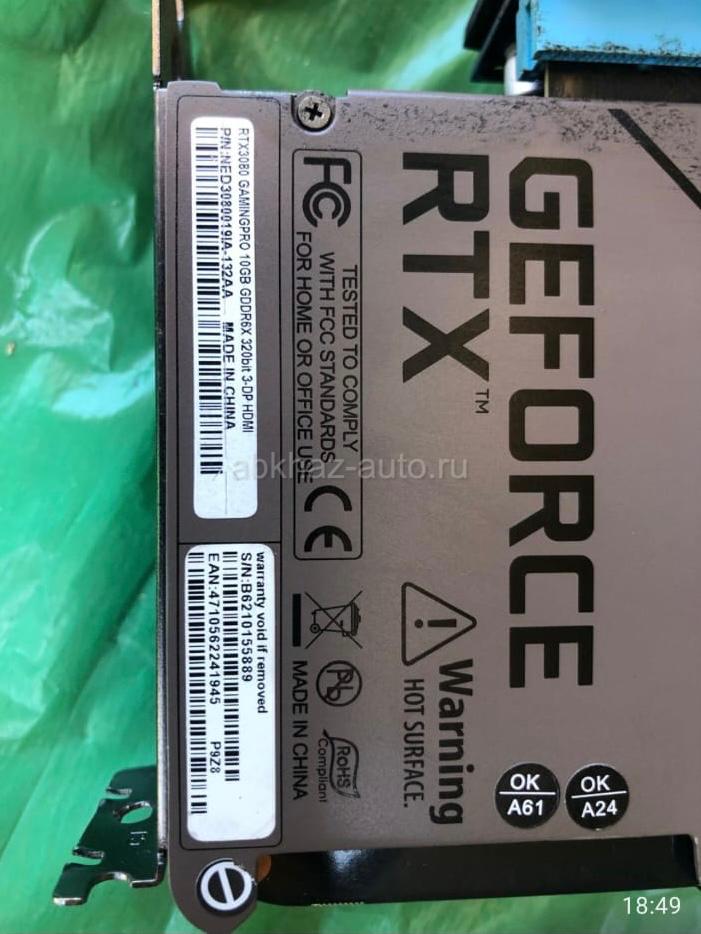 RTX3080 GAMINGPRO 10GB GDDR6X 320bit 3-DP HDMI
P/N:NED3080019IA-132AA MADE IN CHINA
warranty void if removed
S/N:B6210155889
EAN:4710562241945 P9Z8
FC
TESTED TO COMPLY
WITH FCC STANDARDS
FOR HOME OR OFFICE USE
CE
Pb
RoHS
Compliant
MADE IN CHINA
GEFORCE
RTX™
Warning
HOT SURFACE.
OK
A61
OK
A24
abkhaz-auto.ru
18:49